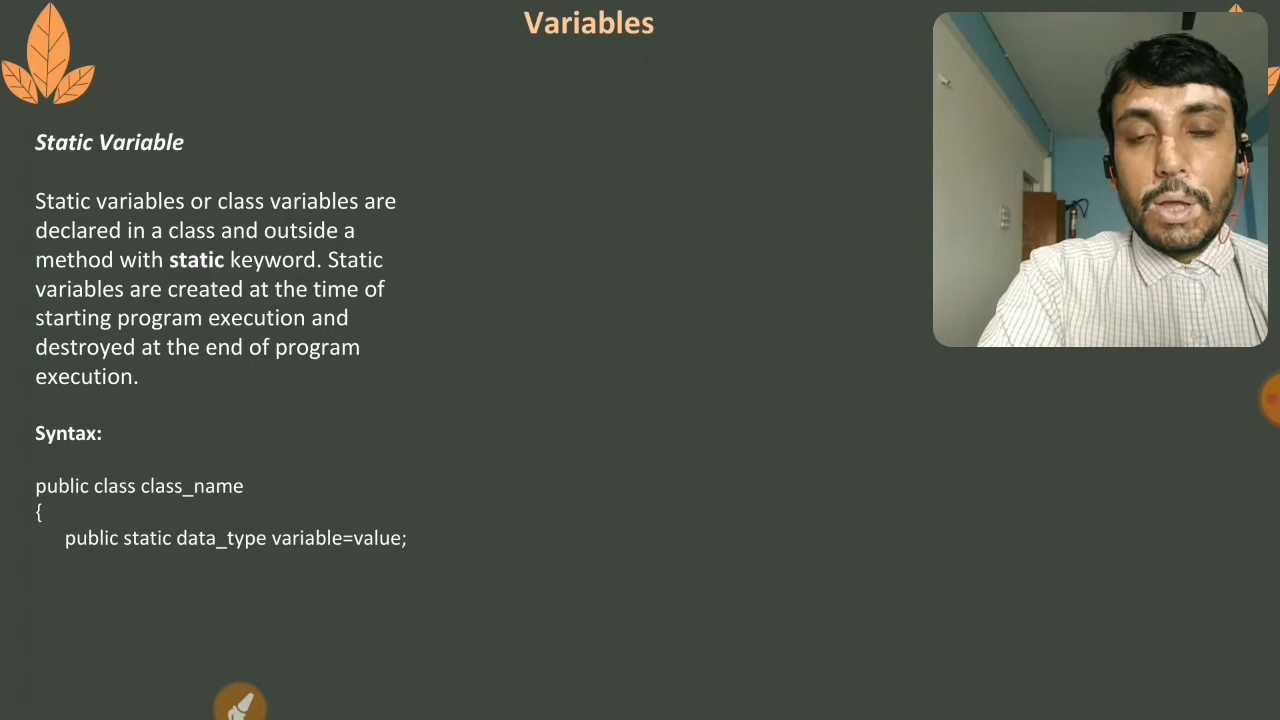 Variables
Static Variable
Static variables or class variables are
declared in a class and outside a
method with static keyword. Static
variables are created at the time of
starting program execution and
destroyed at the end of program
execution.
Syntax:
public class class_name
{
public static data_type variable=value;